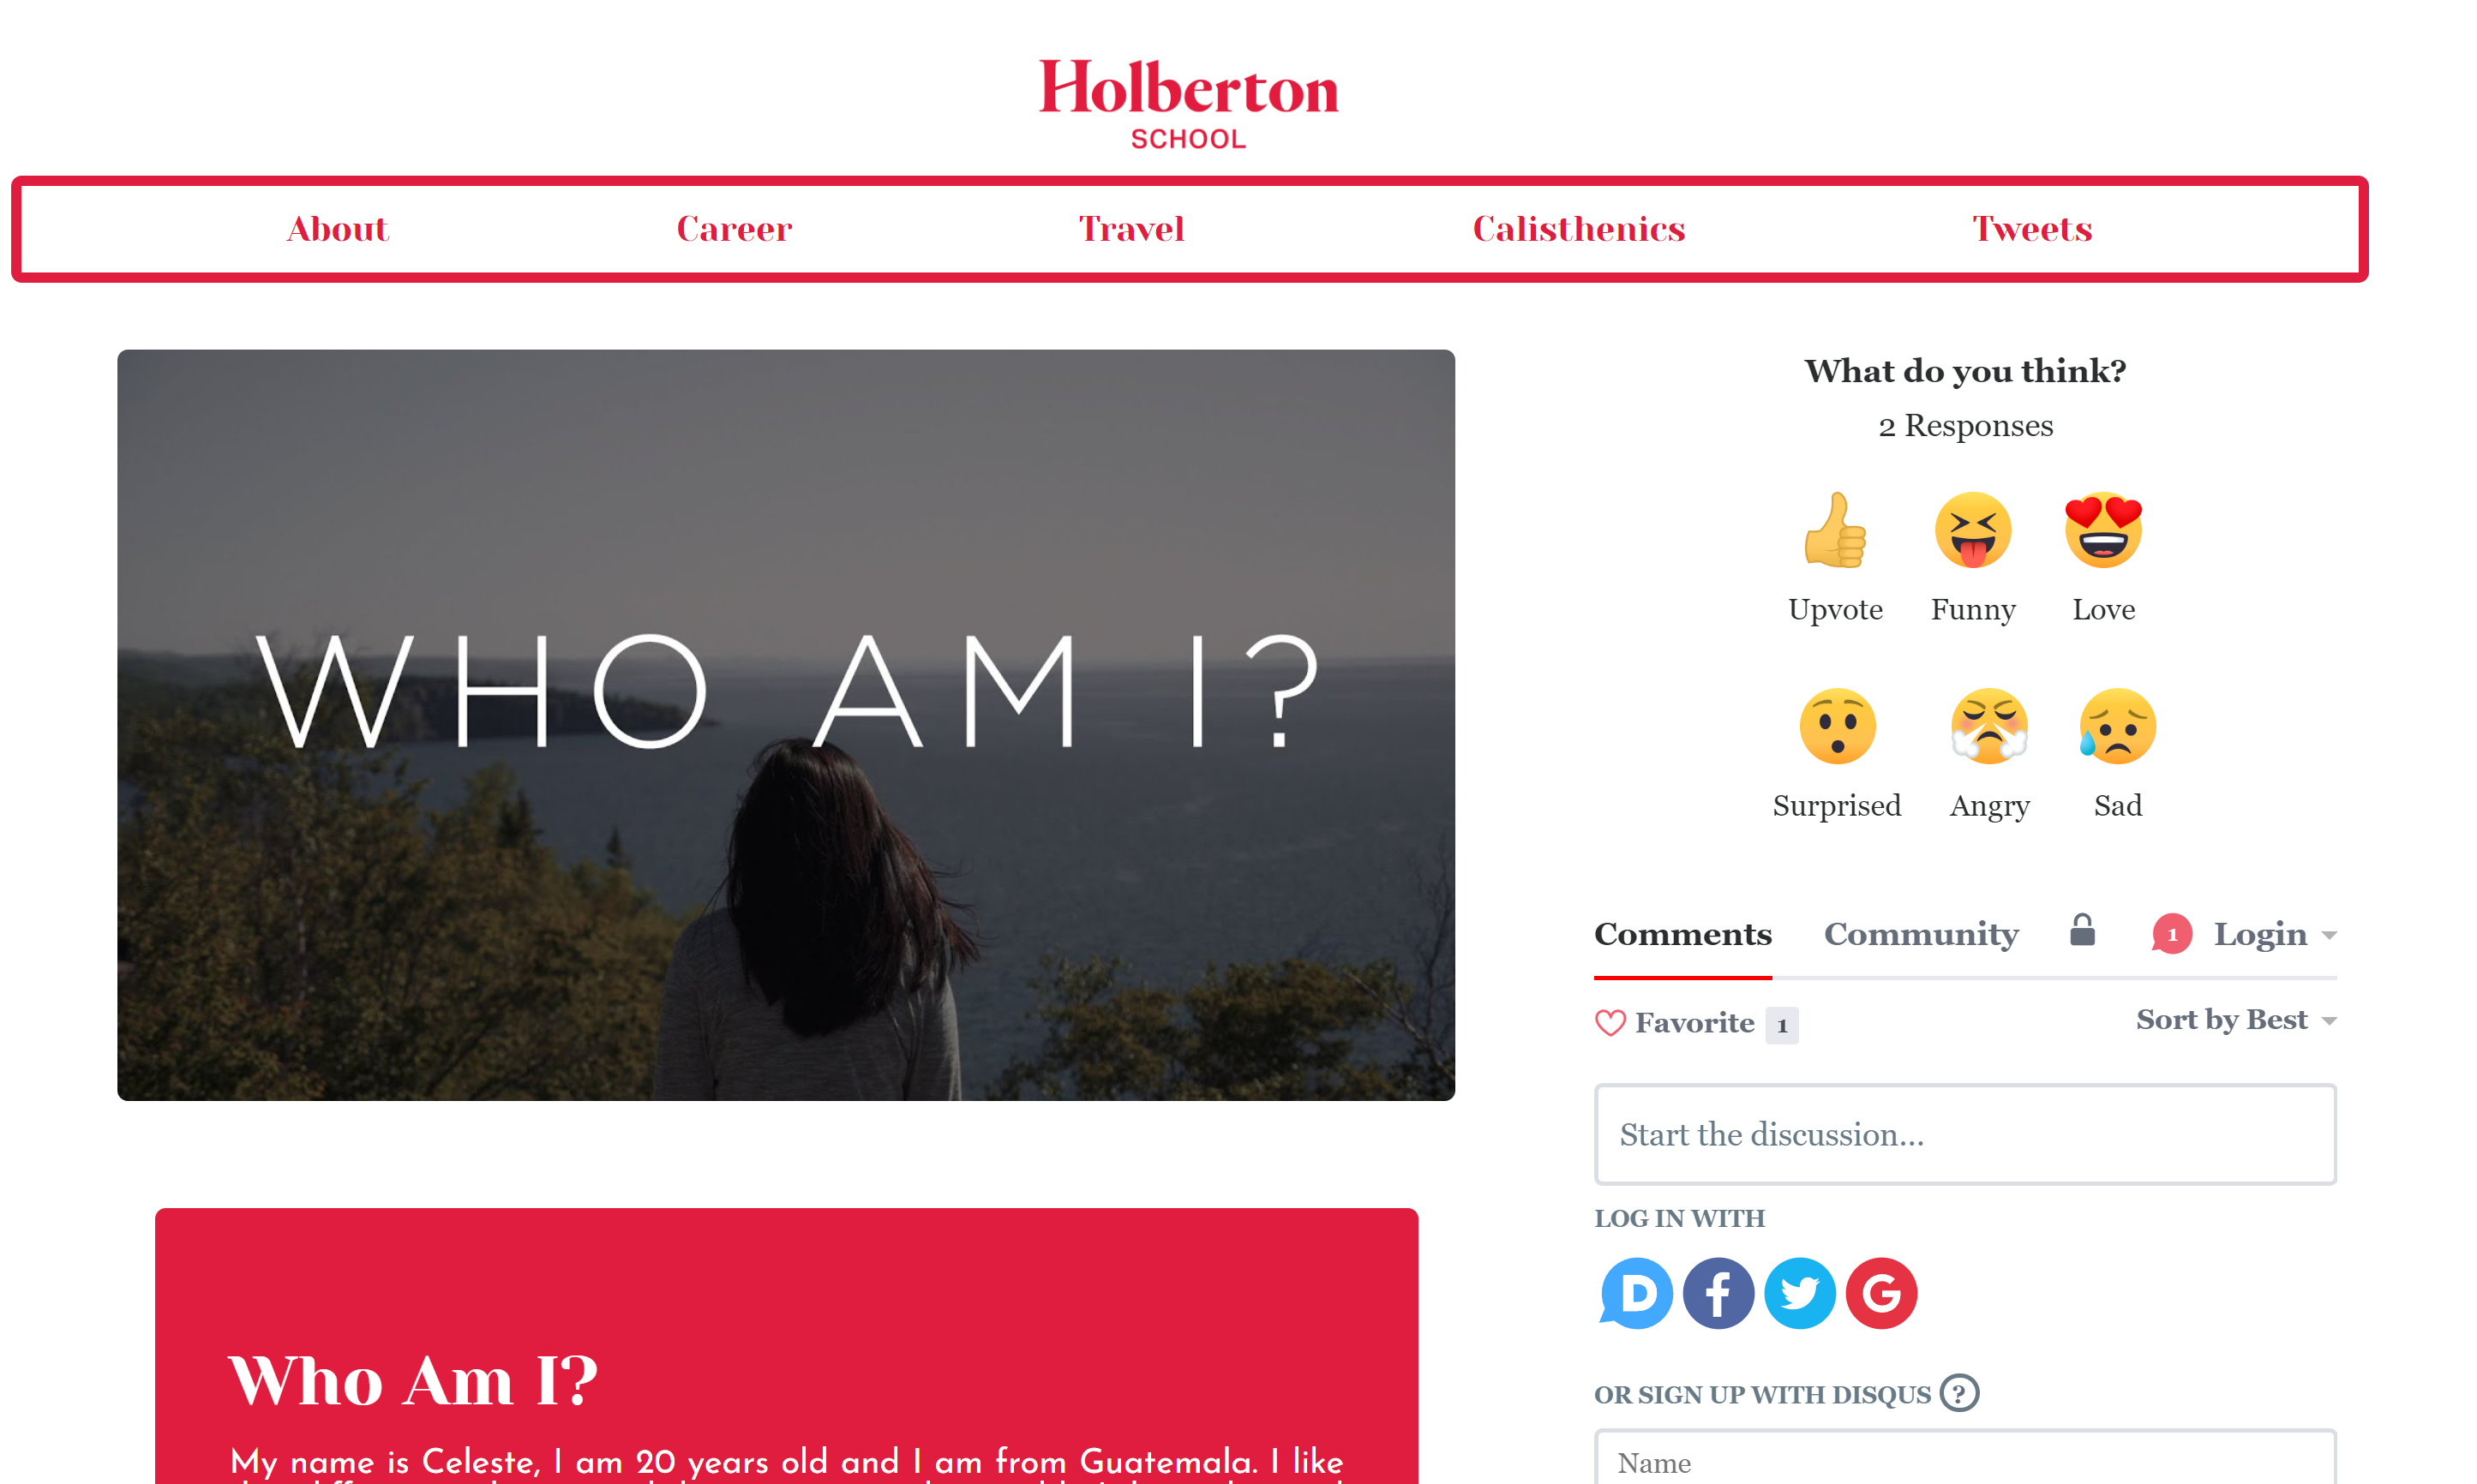 Holberton
SCHOOL
About Career Travel Calisthenics Tweets
WHO AM I?
Who Am I?
My name is Celeste, I am 20 years old and I am from Guatemala. I like
What do you think?
2 Responses
Upvote Funny Love
Surprised Angry Sad
Comments Community 1 Login
Favorite 1 Sort by Best
Start the discussion...
LOG IN WITH
D f G
OR SIGN UP WITH DISQUS ?
Name